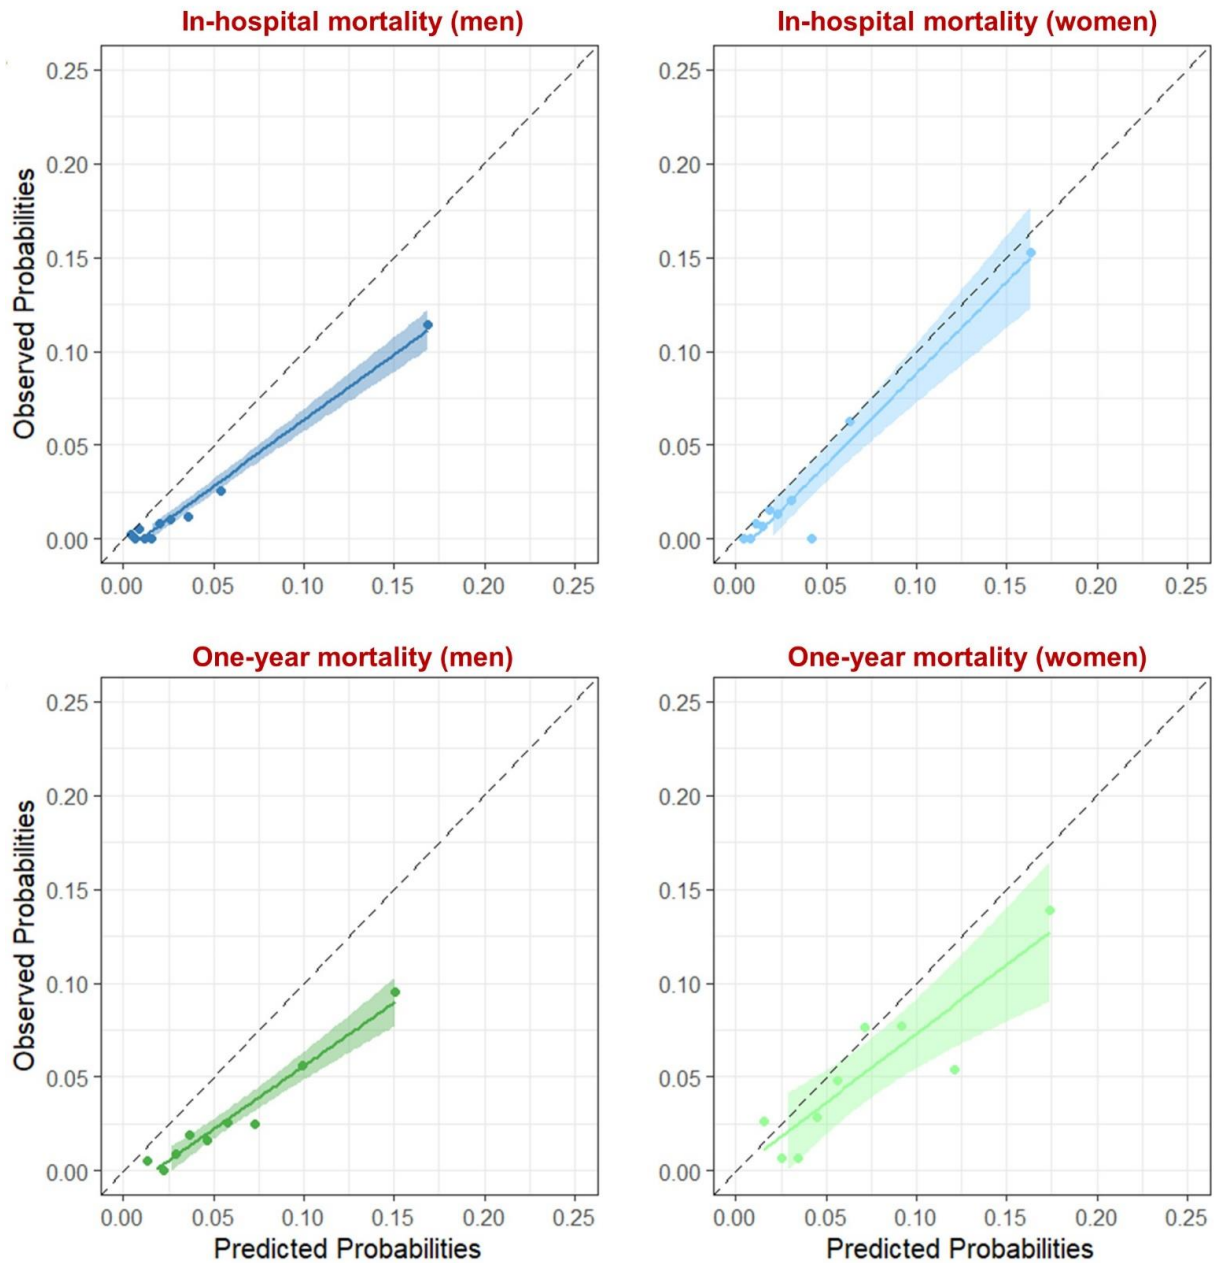 In-hospital mortality (men)
In-hospital mortality (women)
Observed Probabilities
0.25
0.20
0.15
0.10
0.05
0.00
0.00 0.05 0.10 0.15 0.20 0.25
0.25
0.20
0.15
0.10
0.05
0.00
0.00 0.05 0.10 0.15 0.20 0.25
One-year mortality (men)
One-year mortality (women)
Observed Probabilities
0.25
0.20
0.15
0.10
0.05
0.00
0.00 0.05 0.10 0.15 0.20 0.25
Predicted Probabilities
0.25
0.20
0.15
0.10
0.05
0.00
0.00 0.05 0.10 0.15 0.20 0.25
Predicted Probabilities